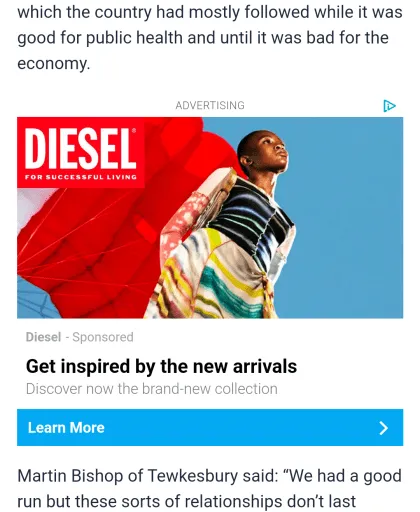 which the country had mostly followed while it was
good for public health and until it was bad for the
economy.
ADVERTISING
DIESEL®
FOR SUCCESSFUL LIVING
Diesel - Sponsored
Get inspired by the new arrivals
Discover now the brand-new collection
Learn More
Martin Bishop of Tewkesbury said: “We had a good
run but these sorts of relationships don’t last